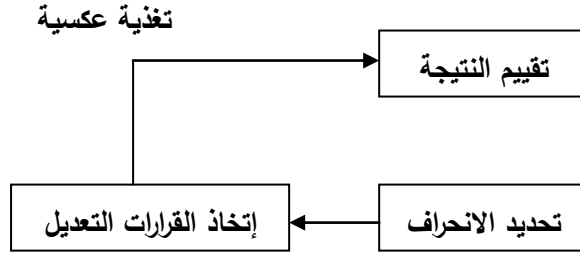 تغذية عكسية
تقييم النتيجة
تحديد الانحراف
إتخاذ القرارات التعديل